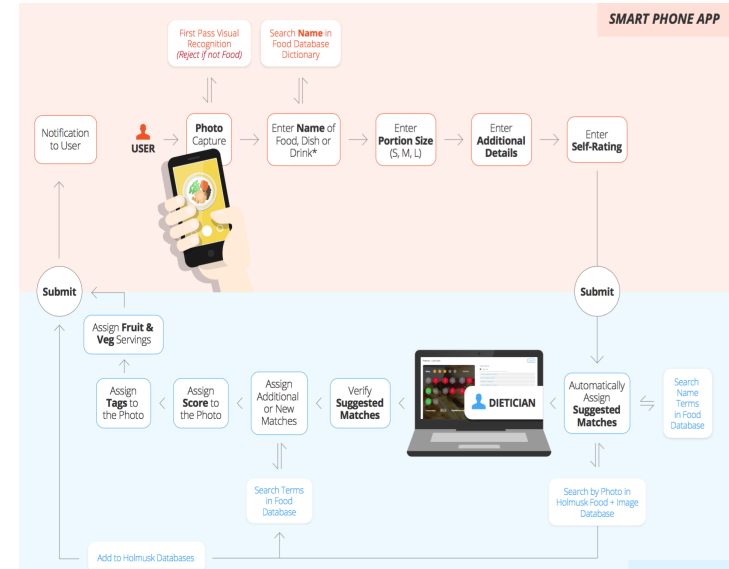 SMART PHONE APP
First Pass Visual
Recognition
(Reject if not Food)
Search Name in
Food Database
Dictionary
Notification
to User
USER
Photo
Capture
Enter Name of
Food, Dish or
Drink*
Enter
Portion Size
(S, M, L)
Enter
Additional
Details
Enter
Self-Rating
Submit
Submit
Assign Fruit &
Veg Servings
Assign
Tags to
the Photo
Assign
Score to
the Photo
Assign
Additional
or New
Matches
Verify
Suggested
Matches
DIETICIAN
Automatically
Assign
Suggested
Matches
Search
Name
Terms
in Food
Database
Search Terms
in Food
Database
Search by Photo in
Holmusk Food + Image
Database
Add to Holmusk Databases